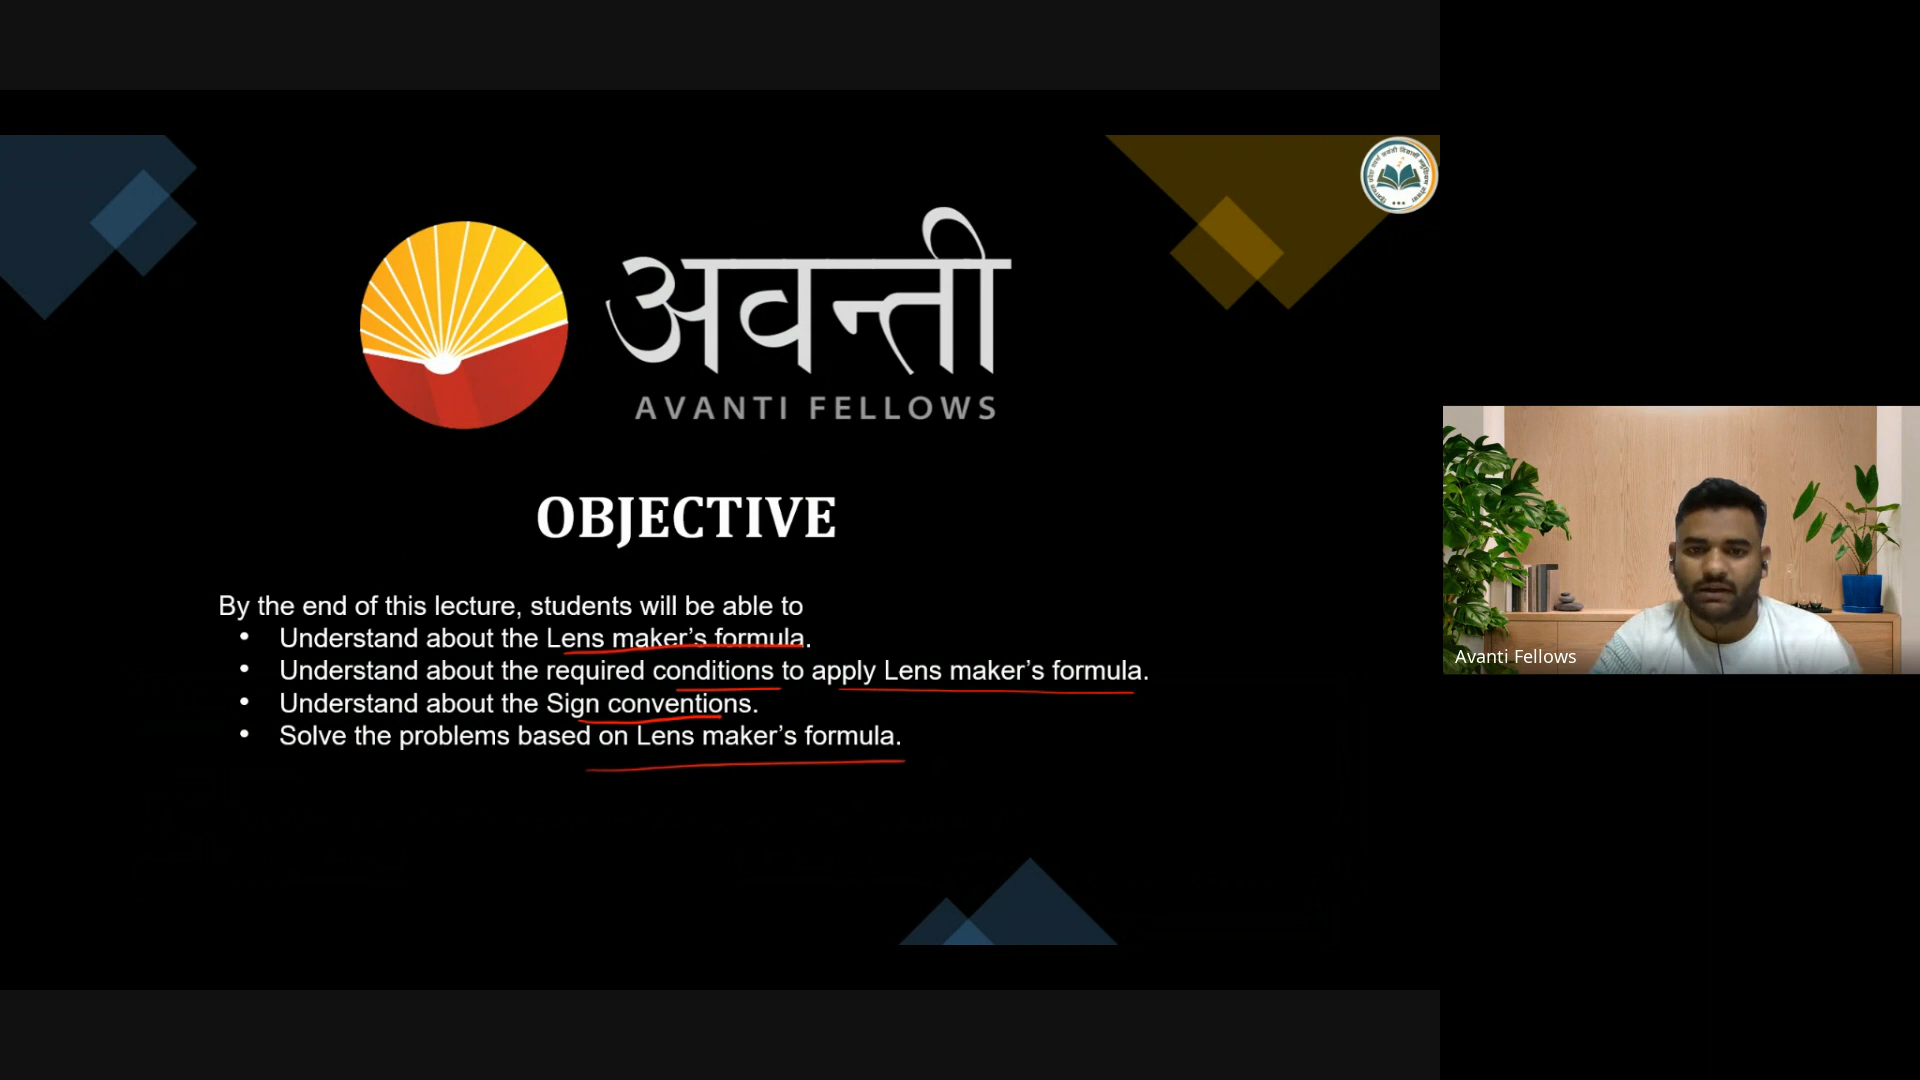 अवन्ती
AVANTI FELLOWS
OBJECTIVE
By the end of this lecture, students will be able to
• Understand about the Lens maker’s formula.
• Understand about the required conditions to apply Lens maker’s formula.
• Understand about the Sign conventions.
• Solve the problems based on Lens maker’s formula.
Avanti Fellows